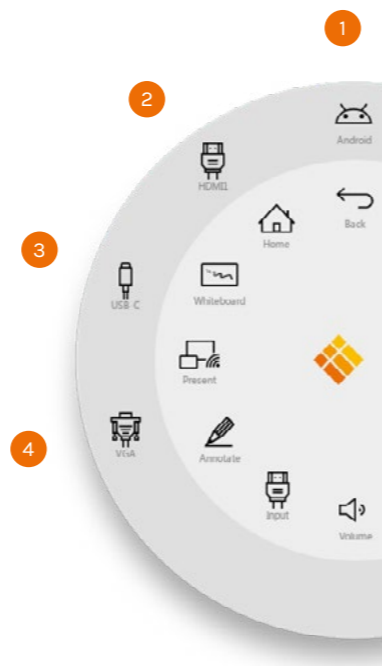 1
Android
2
HDMI1
Back
Home
3
USB-C
Whiteboard
Present
4
VGA
Annotate
Input
Volume